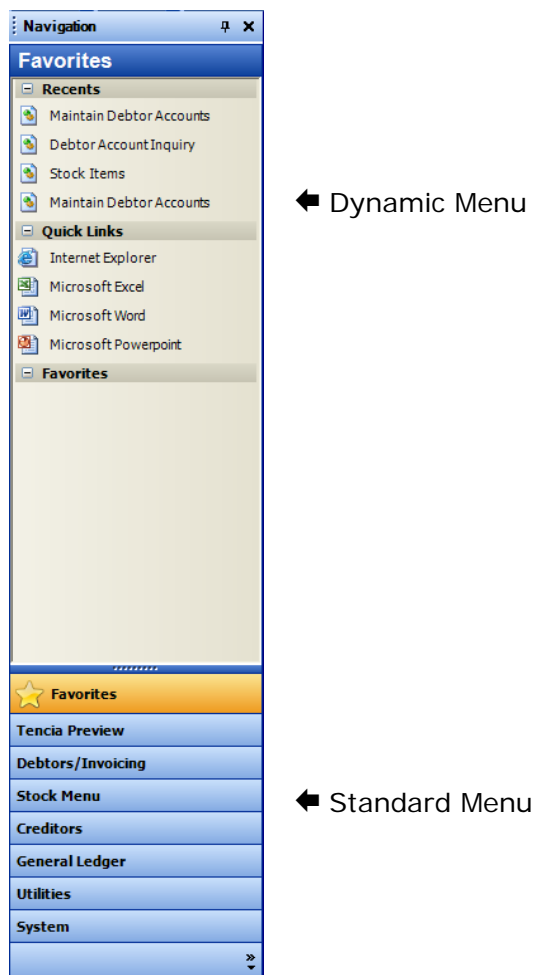 Navigation
Favorites
Recents
Maintain Debtor Accounts
Debtor Account Inquiry
Stock Items
Maintain Debtor Accounts
Quick Links
Internet Explorer
Microsoft Excel
Microsoft Word
Microsoft Powerpoint
Favorites
Favorites
Tencia Preview
Debtors/Invoicing
Stock Menu
Creditors
General Ledger
Utilities
System
Dynamic Menu
Standard Menu